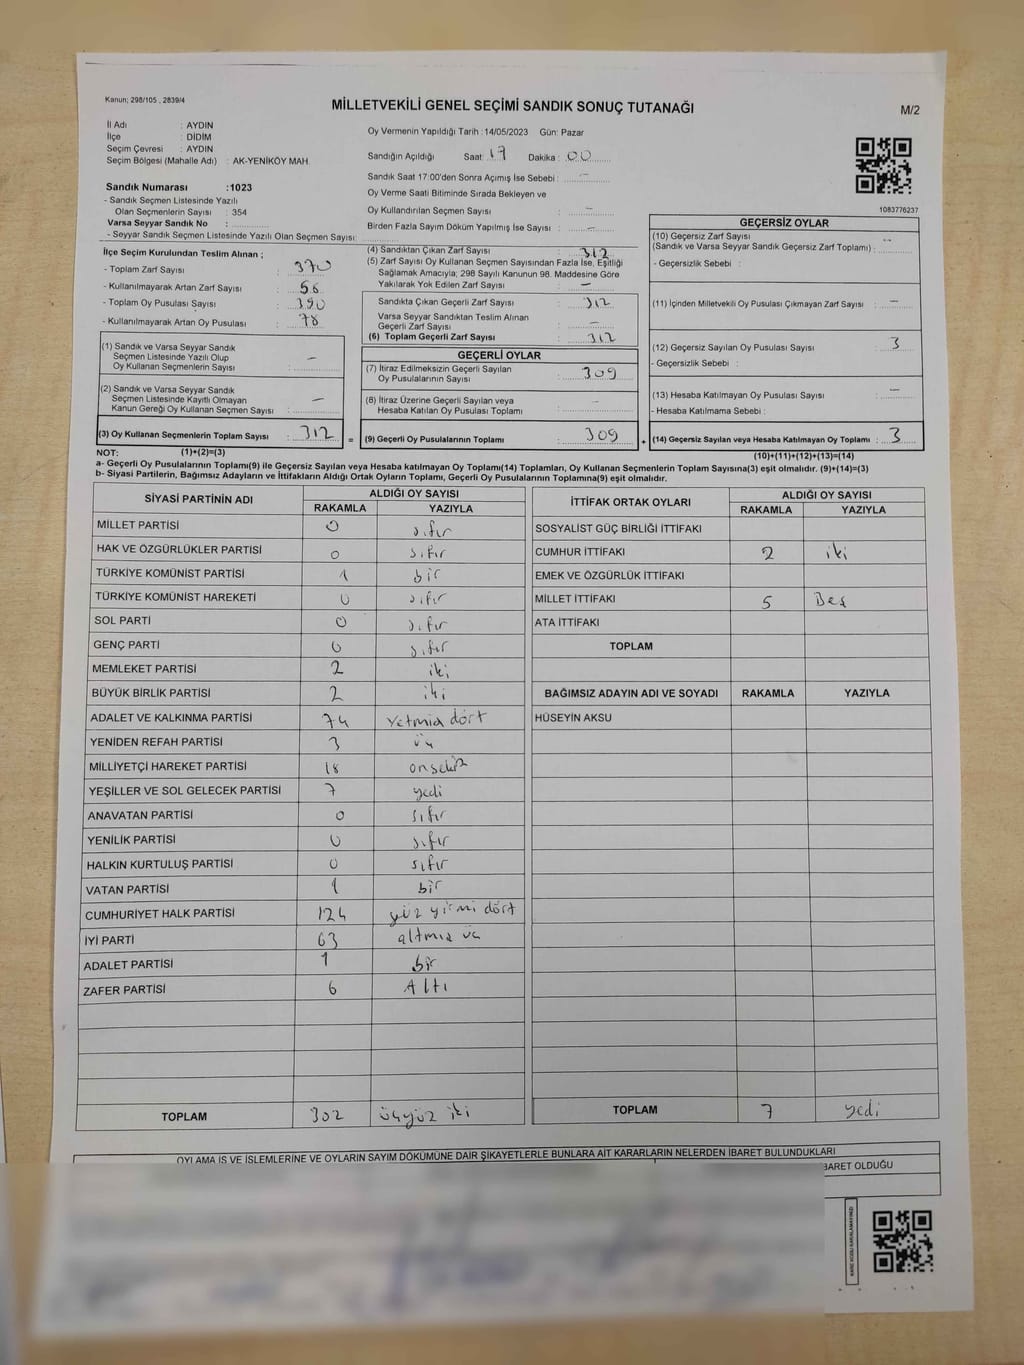 Kanun; 298/105 , 2839/4
MİLLETVEKİLİ GENEL SEÇİMİ SANDIK SONUÇ TUTANAĞI
M/2
İl Adı : AYDIN
İlçe : DİDİM
Seçim Çevresi : AYDIN
Seçim Bölgesi (Mahalle Adı) : AK-YENİKÖY MAH.
Sandık Numarası :1023
- Sandık Seçmen Listesinde Yazılı
Olan Seçmenlerin Sayısı : 354
Varsa Seyyar Sandık No :
- Seyyar Sandık Seçmen Listesinde Yazılı Olan Seçmen Sayısı:
Oy Vermenin Yapıldığı Tarih :14/05/2023 Gün: Pazar
Sandığın Açıldığı Saat: 17 Dakika : 00
Sandık Saat 17:00'den Sonra Açımış İse Sebebi : -
Oy Verme Saati Bitiminde Sırada Bekleyen ve
Oy Kullandırılan Seçmen Sayısı : -
Birden Fazla Sayım Döküm Yapılmış İse Sayısı : -
1083776237
İlçe Seçim Kurulundan Teslim Alınan ;
- Toplam Zarf Sayısı : 370
- Kullanılmayarak Artan Zarf Sayısı : 58
- Toplam Oy Pusulası Sayısı : 390
- Kullanılmayarak Artan Oy Pusulası : 78
(1) Sandık ve Varsa Seyyar Sandık
Seçmen Listesinde Yazılı Olup
Oy Kullanan Seçmenlerin Sayısı : -
(2) Sandık ve Varsa Seyyar Sandık
Seçmen Listesinde Kayıtlı Olmayan
Kanun Gereği Oy Kullanan Seçmen Sayısı : -
(3) Oy Kullanan Seçmenlerin Toplam Sayısı : 312
(4) Sandıktan Çıkan Zarf Sayısı : 312
(5) Zarf Sayısı Oy Kullanan Seçmen Sayısından Fazla İse, Eşitliği
Sağlamak Amacıyla; 298 Sayılı Kanunun 98. Maddesine Göre
Yakılarak Yok Edilen Zarf Sayısı : -
Sandıkta Çıkan Geçerli Zarf Sayısı : 312
Varsa Seyyar Sandıktan Teslim Alınan
Geçerli Zarf Sayısı : -
(6) Toplam Geçerli Zarf Sayısı : 312
GEÇERLİ OYLAR
(7) İtiraz Edilmeksizin Geçerli Sayılan
Oy Pusulalarının Sayısı : 309
(8) İtiraz Üzerine Geçerli Sayılan veya
Hesaba Katılan Oy Pusulası Toplamı : -
= (9) Geçerli Oy Pusulalarının Toplamı : 309
GEÇERSİZ OYLAR
(10) Geçersiz Zarf Sayısı
(Sandık ve Varsa Seyyar Sandık Geçersiz Zarf Toplamı) : -
- Geçersizlik Sebebi :
(11) İçinden Milletvekili Oy Pusulası Çıkmayan Zarf Sayısı : -
(12) Geçersiz Sayılan Oy Pusulası Sayısı : 3
- Geçersizlik Sebebi :
(13) Hesaba Katılmayan Oy Pusulası Sayısı : -
- Hesaba Katılmama Sebebi :
+ (14) Geçersiz Sayılan veya Hesaba Katılmayan Oy Toplamı : 3
NOT: (1)+(2)=(3)
(10)+(11)+(12)+(13)=(14)
a- Geçerli Oy Pusulalarının Toplamı(9) ile Geçersiz Sayılan veya Hesaba katılmayan Oy Toplamı(14) Toplamları, Oy Kullanan Seçmenlerin Toplam Sayısına(3) eşit olmalıdır. (9)+(14)=(3)
b- Siyasi Partilerin, Bağımsız Adayların ve İttifakların Aldığı Ortak Oyların Toplamı, Geçerli Oy Pusulalarının Toplamına(9) eşit olmalıdır.
SİYASİ PARTİNİN ADI ALDIĞI OY SAYISI
RAKAMLA YAZIYLA
MİLLET PARTİSİ 0 sıfır
HAK VE ÖZGÜRLÜKLER PARTİSİ 0 sıfır
TÜRKİYE KOMÜNİST PARTİSİ 1 bir
TÜRKİYE KOMÜNİST HAREKETİ 0 sıfır
SOL PARTİ 0 sıfır
GENÇ PARTİ 0 sıfır
MEMLEKET PARTİSİ 2 iki
BÜYÜK BİRLİK PARTİSİ 2 iki
ADALET VE KALKINMA PARTİSİ 74 yetmiş dört
YENİDEN REFAH PARTİSİ 3 üç
MİLLİYETÇİ HAREKET PARTİSİ 18 onsekiz
YEŞİLLER VE SOL GELECEK PARTİSİ 7 yedi
ANAVATAN PARTİSİ 0 sıfır
YENİLİK PARTİSİ 0 sıfır
HALKIN KURTULUŞ PARTİSİ 0 sıfır
VATAN PARTİSİ 1 bir
CUMHURİYET HALK PARTİSİ 124 yüz yirmi dört
İYİ PARTİ 63 altmış üç
ADALET PARTİSİ 1 bir
ZAFER PARTİSİ 6 Altı
TOPLAM 302 üçyüz iki
İTTİFAK ORTAK OYLARI ALDIĞI OY SAYISI
RAKAMLA YAZIYLA
SOSYALİST GÜÇ BİRLİĞİ İTTİFAKI
CUMHUR İTTİFAKI 2 iki
EMEK VE ÖZGÜRLÜK İTTİFAKI
MİLLET İTTİFAKI 5 Beş
ATA İTTİFAKI
TOPLAM
BAĞIMSIZ ADAYIN ADI VE SOYADI RAKAMLA YAZIYLA
HÜSEYİN AKSU
TOPLAM 7 yedi
OYLAMA İŞ VE İŞLEMLERİNE VE OYLARIN SAYIM DÖKÜMÜNE DAİR ŞİKAYETLERLE BUNLARA AİT KARARLARIN NELERDEN İBARET BULUNDUKLARI
BARET OLDUĞU